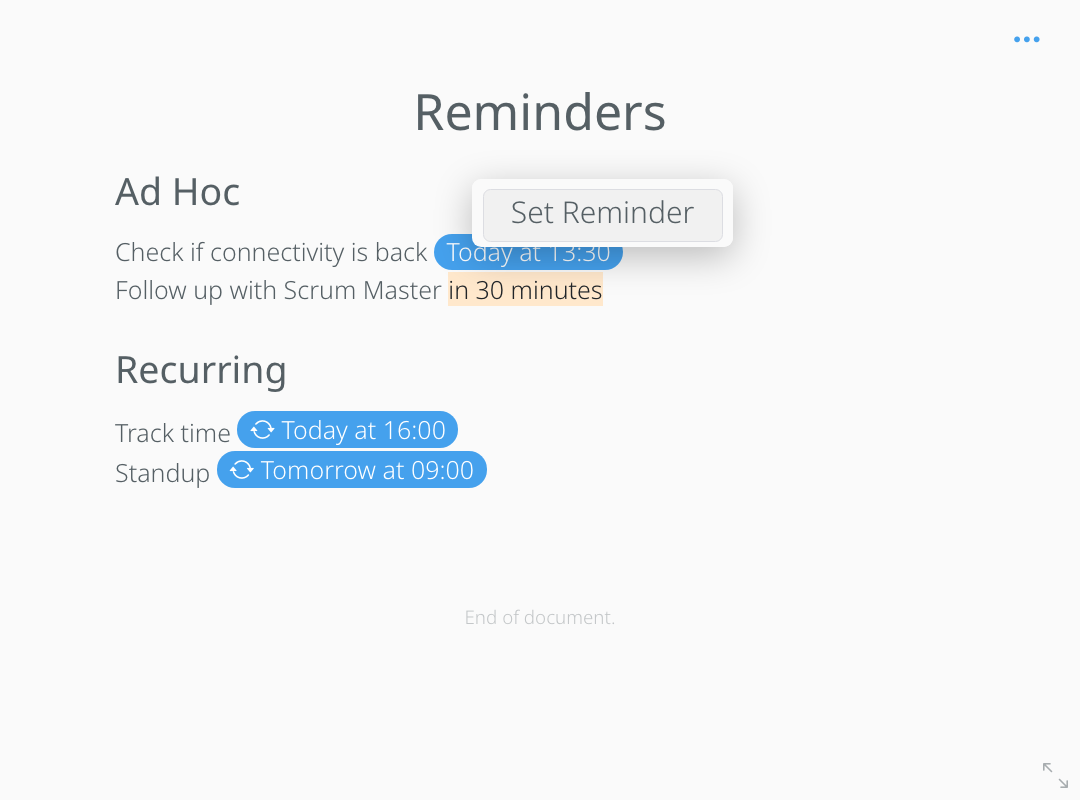 Reminders
Ad Hoc
Set Reminder
Check if connectivity is back Today at 13:30
Follow up with Scrum Master in 30 minutes
Recurring
Track time Today at 16:00
Standup Tomorrow at 09:00
End of document.